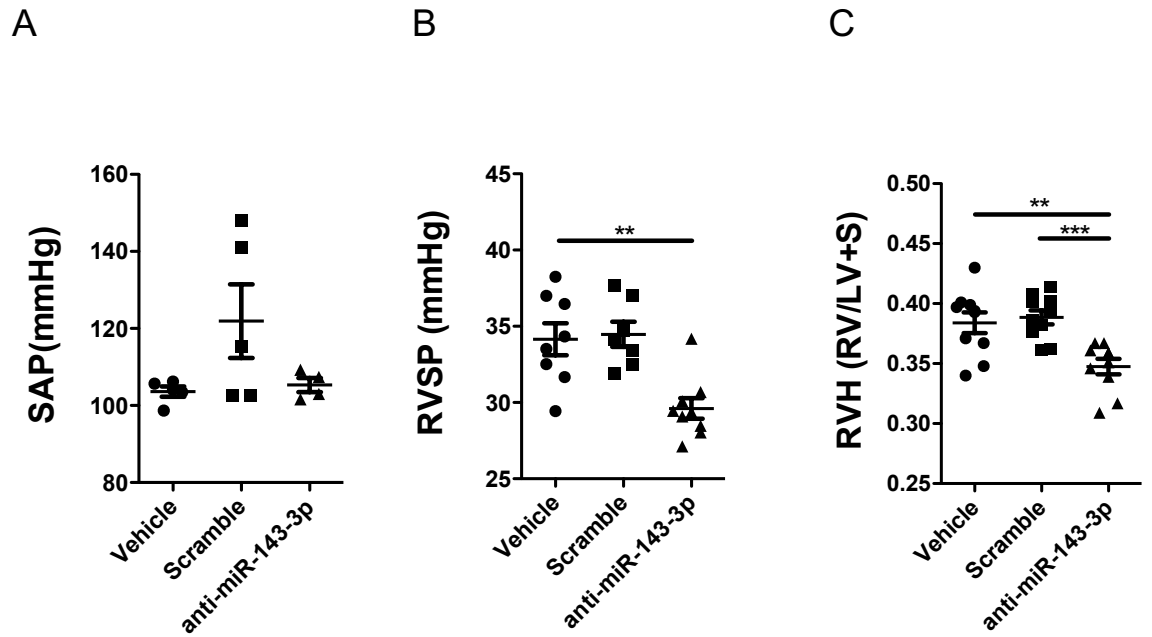 A
B
C
SAP(mmHg)
160
140
120
100
80
Vehicle
Scramble
anti-miR-143-3p
RVSP (mmHg)
45
40
35
30
25
**
Vehicle
Scramble
anti-miR-143-3p
RVH (RV/LV+S)
0.50
0.45
0.40
0.35
0.30
0.25
**
***
Vehicle
Scramble
anti-miR-143-3p